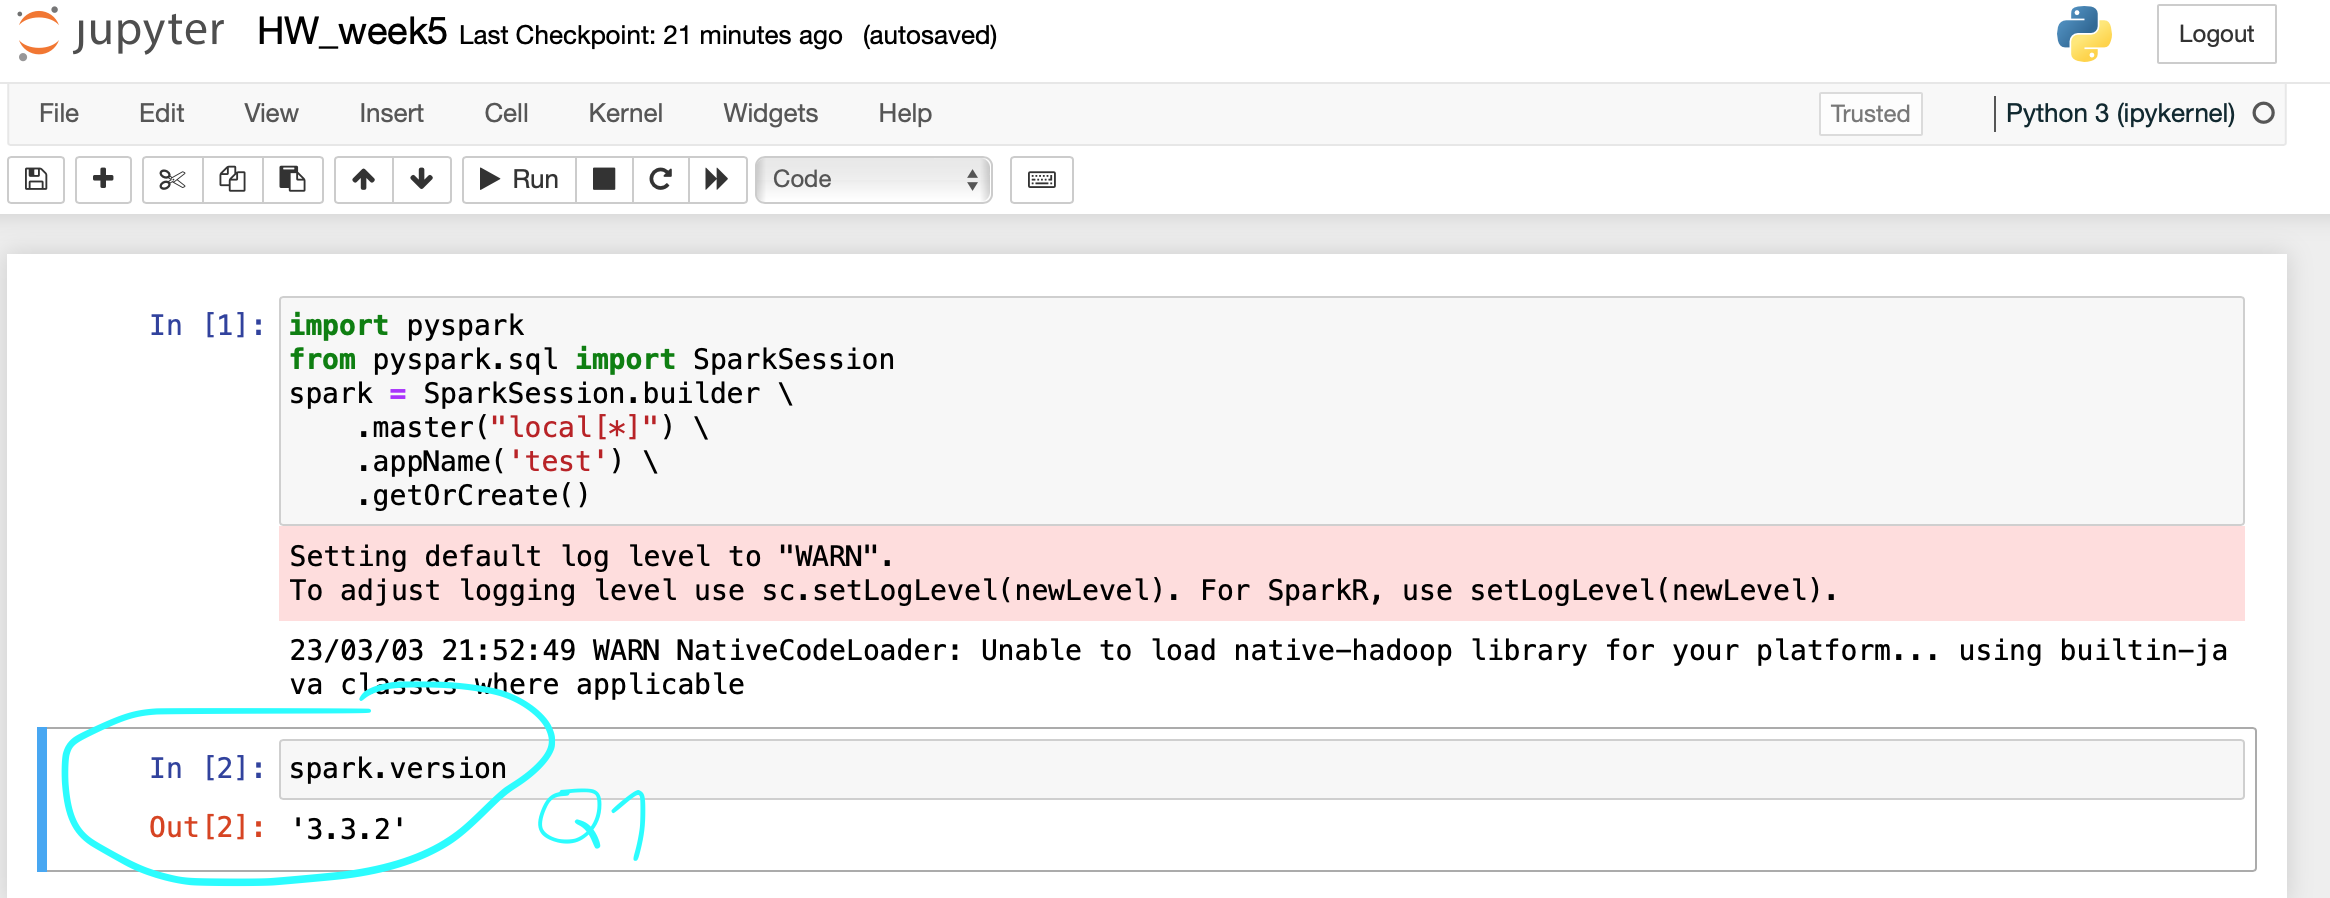 jupyter HW_week5 Last Checkpoint: 21 minutes ago (autosaved) Logout
File Edit View Insert Cell Kernel Widgets Help Trusted Python 3 (ipykernel)
Run Code
In [1]: import pyspark
from pyspark.sql import SparkSession
spark = SparkSession.builder \
.master("local[*]") \
.appName('test') \
.getOrCreate()
Setting default log level to "WARN".
To adjust logging level use sc.setLogLevel(newLevel). For SparkR, use setLogLevel(newLevel).
23/03/03 21:52:49 WARN NativeCodeLoader: Unable to load native-hadoop library for your platform... using builtin-ja
va classes where applicable
In [2]: spark.version
Out[2]: '3.3.2'
Q1